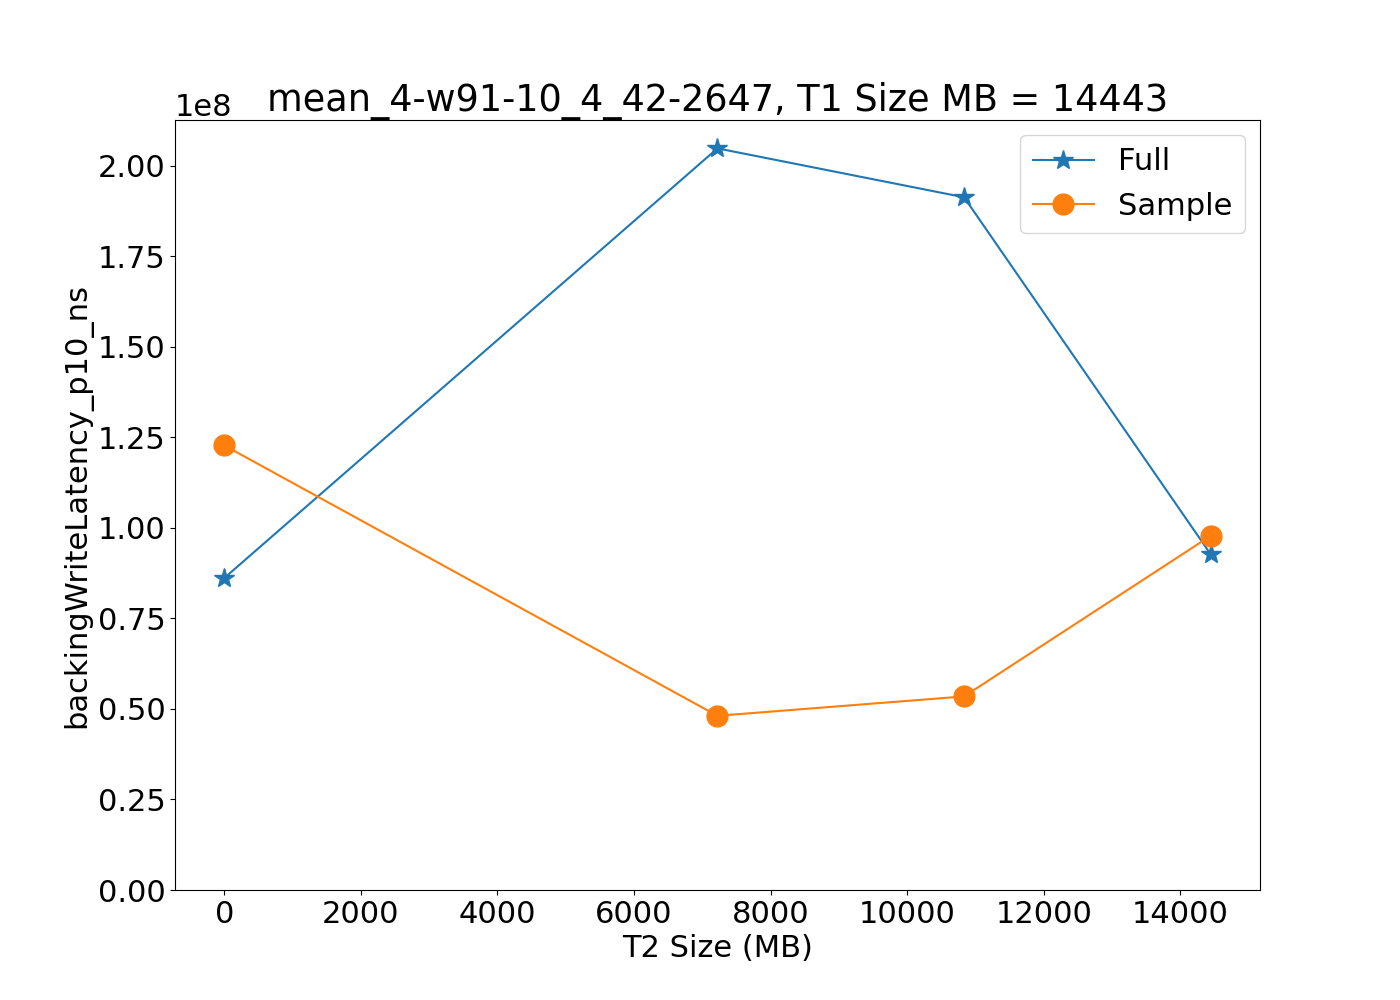 mean_4-w91-10_4_42-2647, T1 Size MB = 14443
1e8
Full
Sample
2.00
1.75
1.50
1.25
1.00
0.75
0.50
0.25
0.00
backingWriteLatency_p10_ns
0 2000 4000 6000 8000 10000 12000 14000
T2 Size (MB)